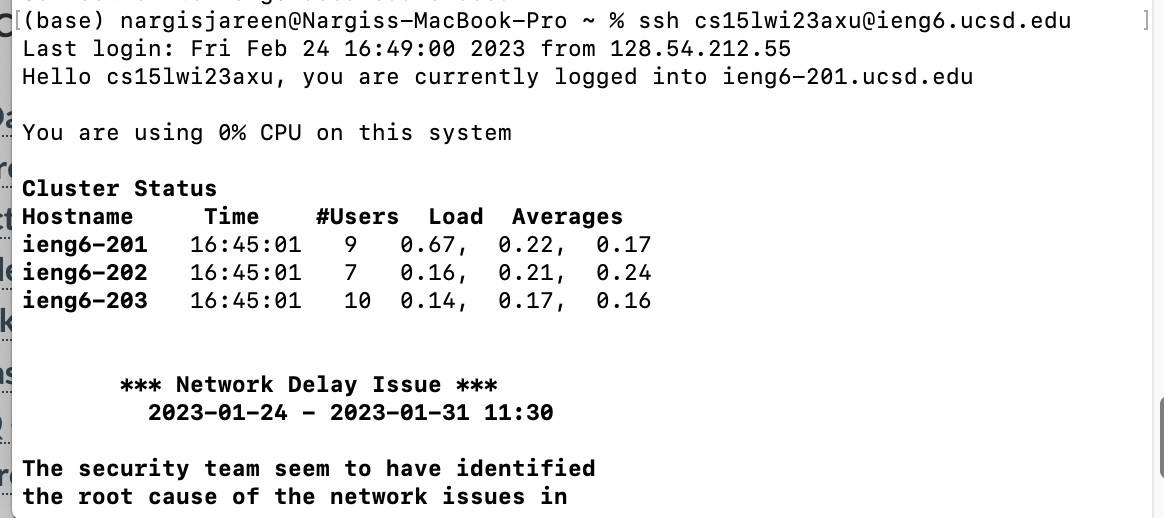 (base) nargisjareen@Nargiss-MacBook-Pro ~ % ssh cs15lwi23axu@ieng6.ucsd.edu
Last login: Fri Feb 24 16:49:00 2023 from 128.54.212.55
Hello cs15lwi23axu, you are currently logged into ieng6-201.ucsd.edu
You are using 0% CPU on this system
Cluster Status
Hostname     Time    #Users  Load  Averages
ieng6-201   16:45:01   9   0.67,  0.22,  0.17
ieng6-202   16:45:01   7   0.16,  0.21,  0.24
ieng6-203   16:45:01   10  0.14,  0.17,  0.16
*** Network Delay Issue ***
2023-01-24 - 2023-01-31 11:30
The security team seem to have identified
the root cause of the network issues in